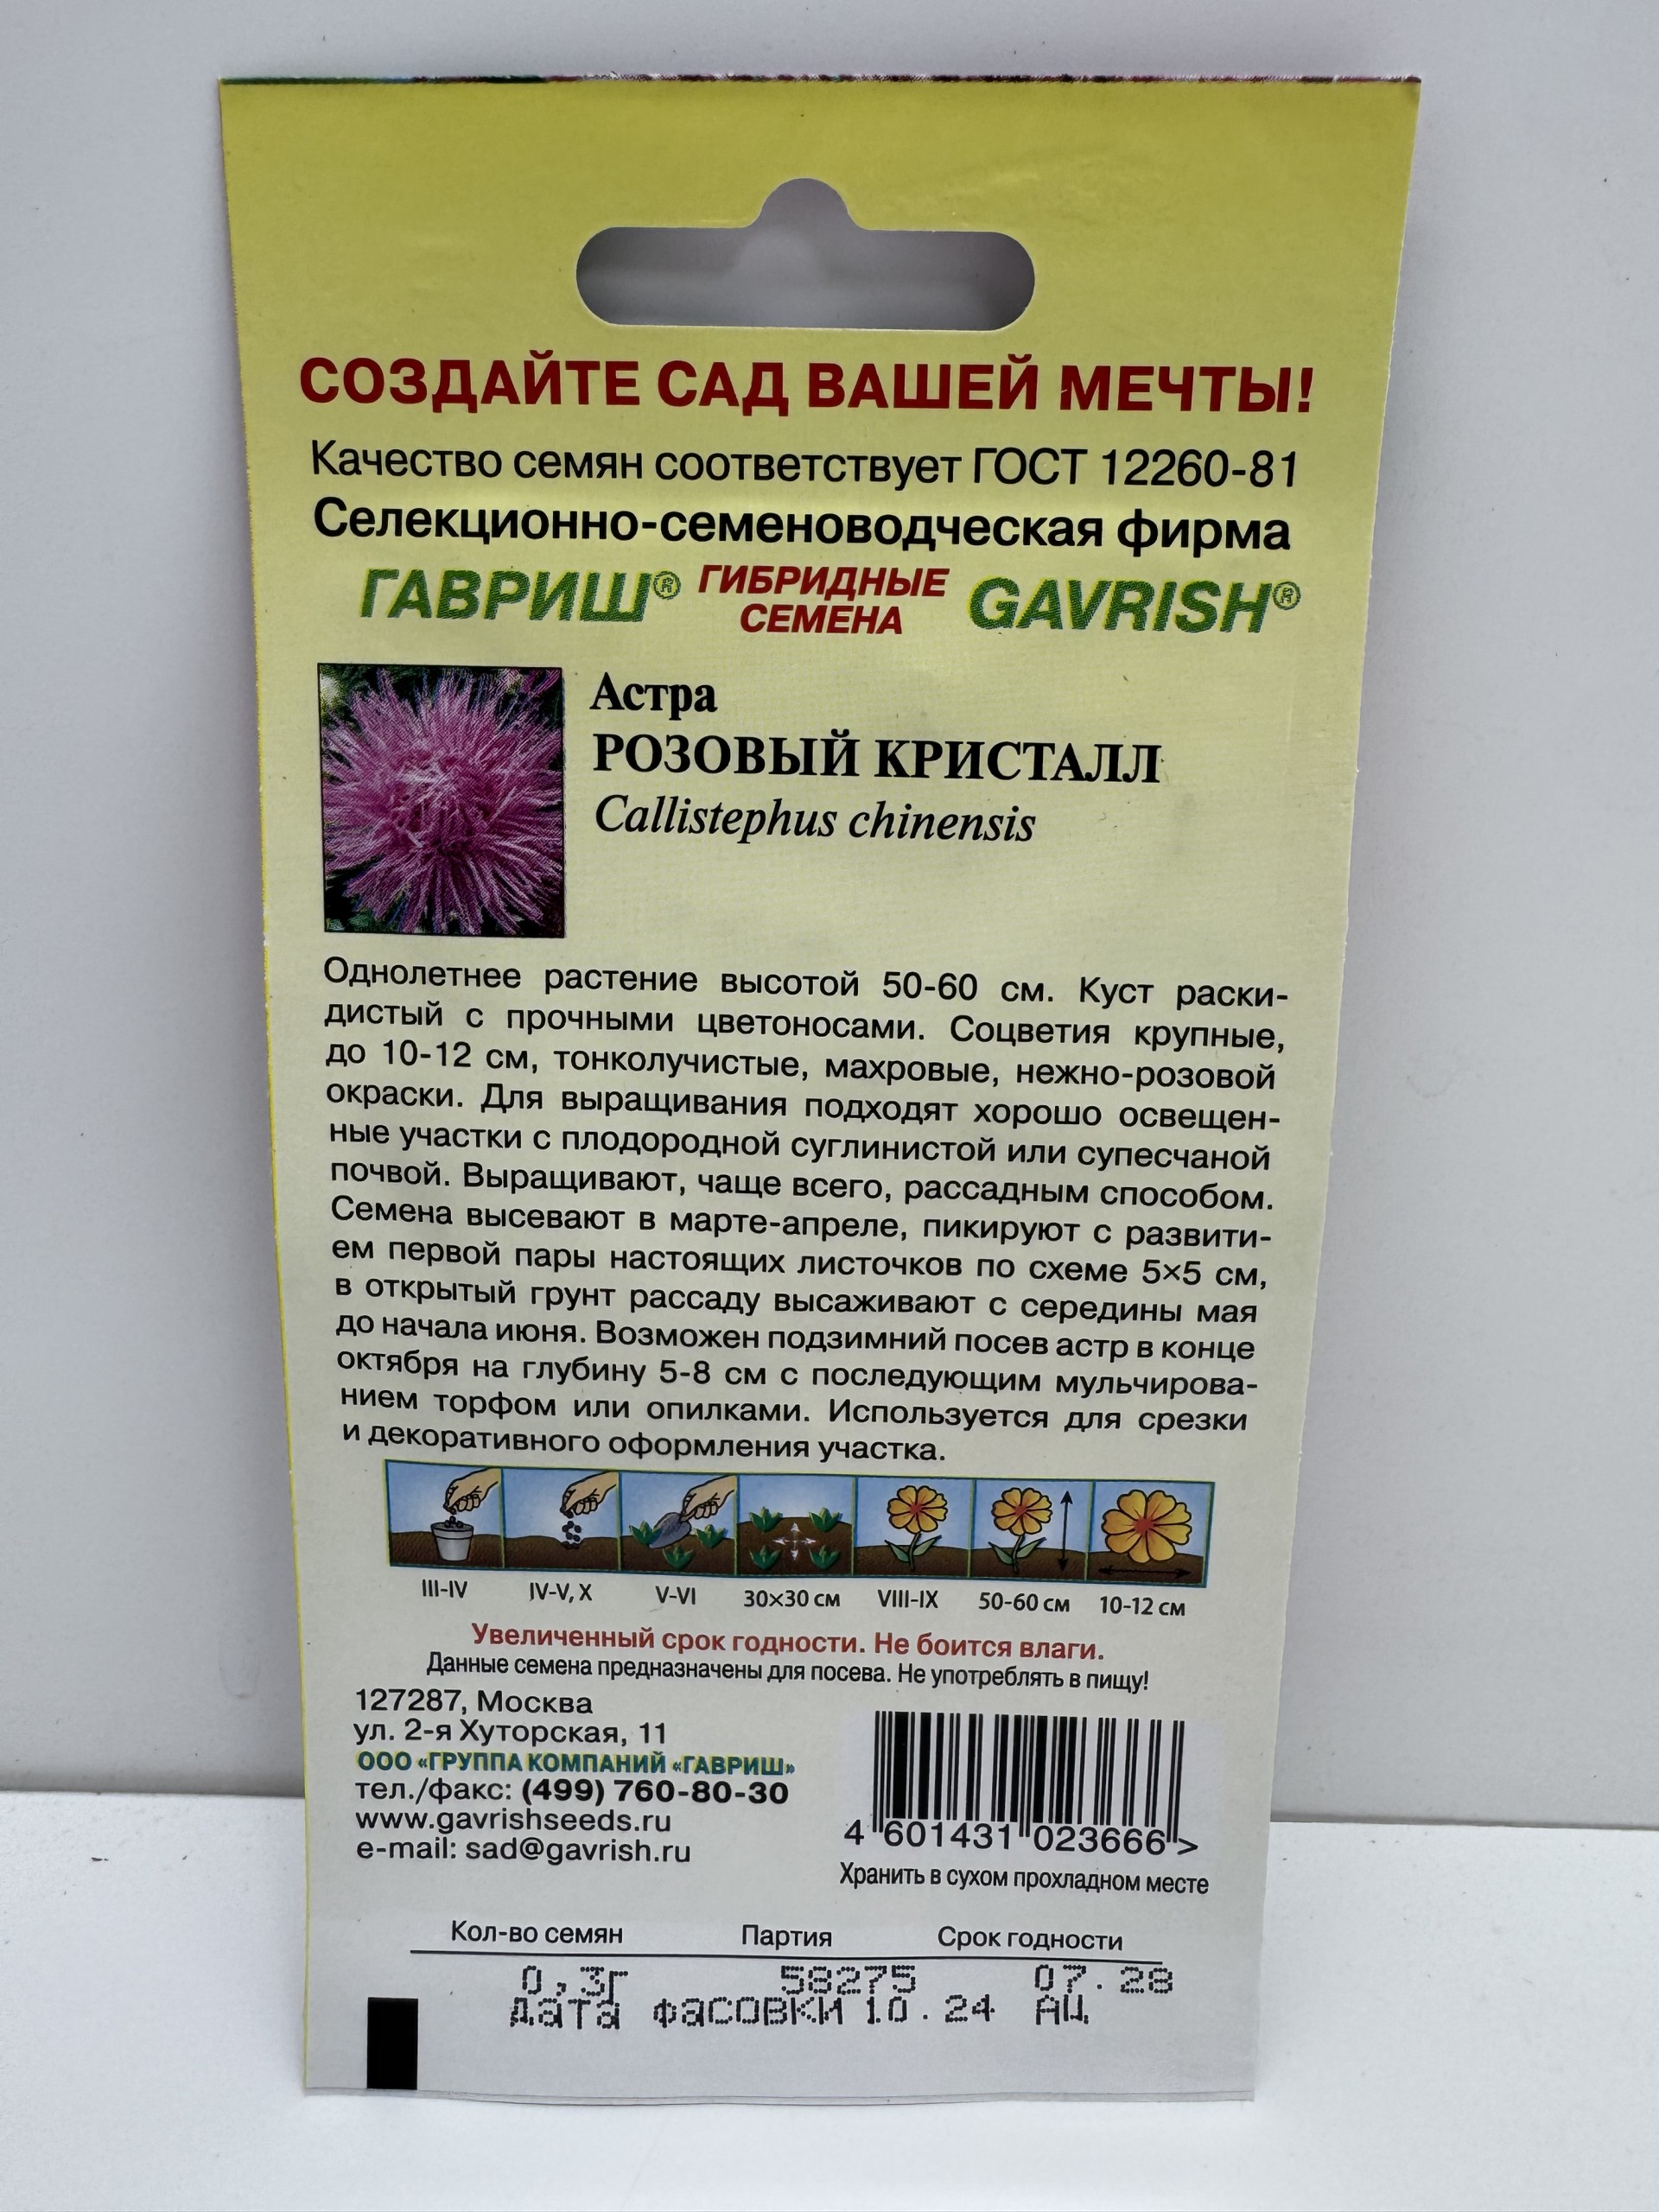 СОЗДАЙТЕ САД ВАШЕЙ МЕЧТЫ!
Качество семян соответствует ГОСТ 12260-81
Селекционно-семеноводческая фирма
ГАВРИШ® ГИБРИДНЫЕ СЕМЕНА GAVRISH®
Астра
РОЗОВЫЙ КРИСТАЛЛ
Callistephus chinensis
Однолетнее растение высотой 50-60 см. Куст раски-
дистый с прочными цветоносами. Соцветия крупные,
до 10-12 см, тонколучистые, махровые, нежно-розовой
окраски. Для выращивания подходят хорошо освещен-
ные участки с плодородной суглинистой или супесчаной
почвой. Выращивают, чаще всего, рассадным способом.
Семена высевают в марте-апреле, пикируют с развити-
ем первой пары настоящих листочков по схеме 5×5 см,
в открытый грунт рассаду высаживают с середины мая
до начала июня. Возможен подзимний посев астр в конце
октября на глубину 5-8 см с последующим мульчирова-
нием торфом или опилками. Используется для срезки
и декоративного оформления участка.
III-IV IV-V, X V-VI 30×30 см VIII-IX 50-60 см 10-12 см
Увеличенный срок годности. Не боится влаги.
Данные семена предназначены для посева. Не употреблять в пищу!
127287, Москва
ул. 2-я Хуторская, 11
ООО «ГРУППА КОМПАНИЙ «ГАВРИШ»
тел./факс: (499) 760-80-30
www.gavrishseeds.ru
e-mail: sad@gavrish.ru
4 601431 023666 >
Хранить в сухом прохладном месте
Кол-во семян Партия Срок годности
0,3г 58275 07.28
дата фасовки 10.24 АЦ